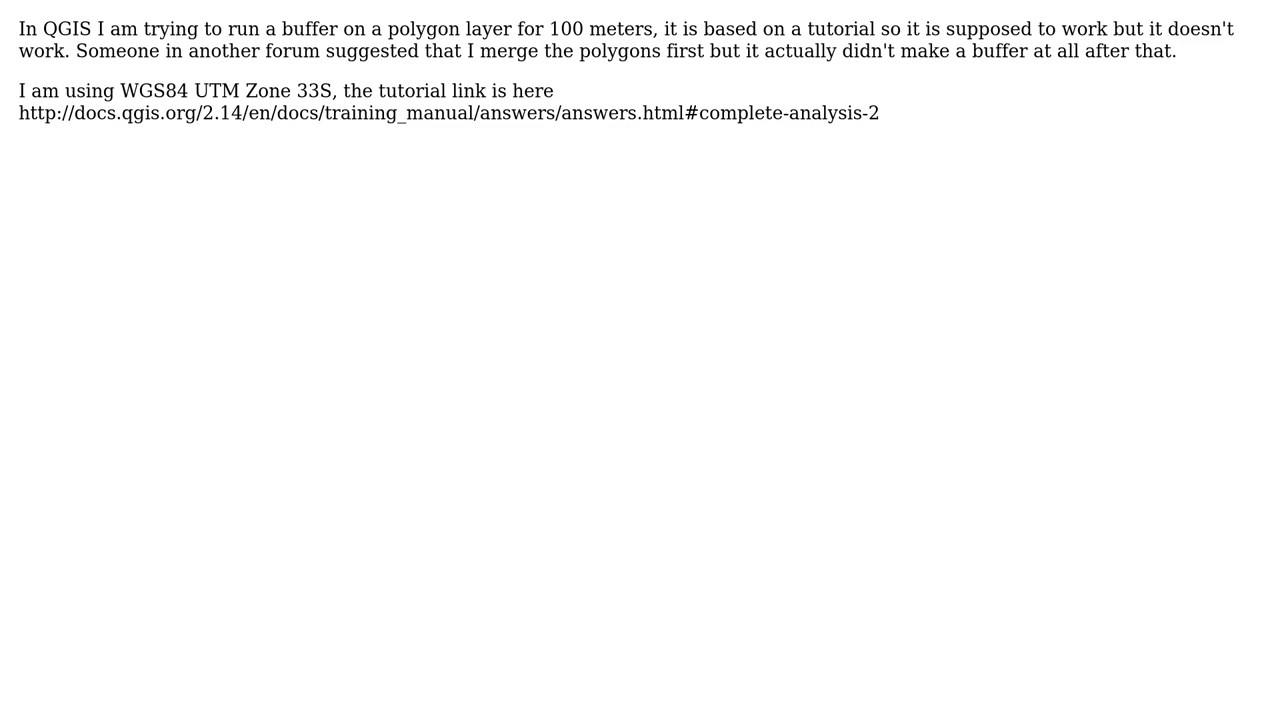 In QGIS I am trying to run a buffer on a polygon layer for 100 meters, it is based on a tutorial so it is supposed to work but it doesn't
work. Someone in another forum suggested that I merge the polygons first but it actually didn't make a buffer at all after that.
I am using WGS84 UTM Zone 33S, the tutorial link is here
http://docs.qgis.org/2.14/en/docs/training_manual/answers/answers.html#complete-analysis-2